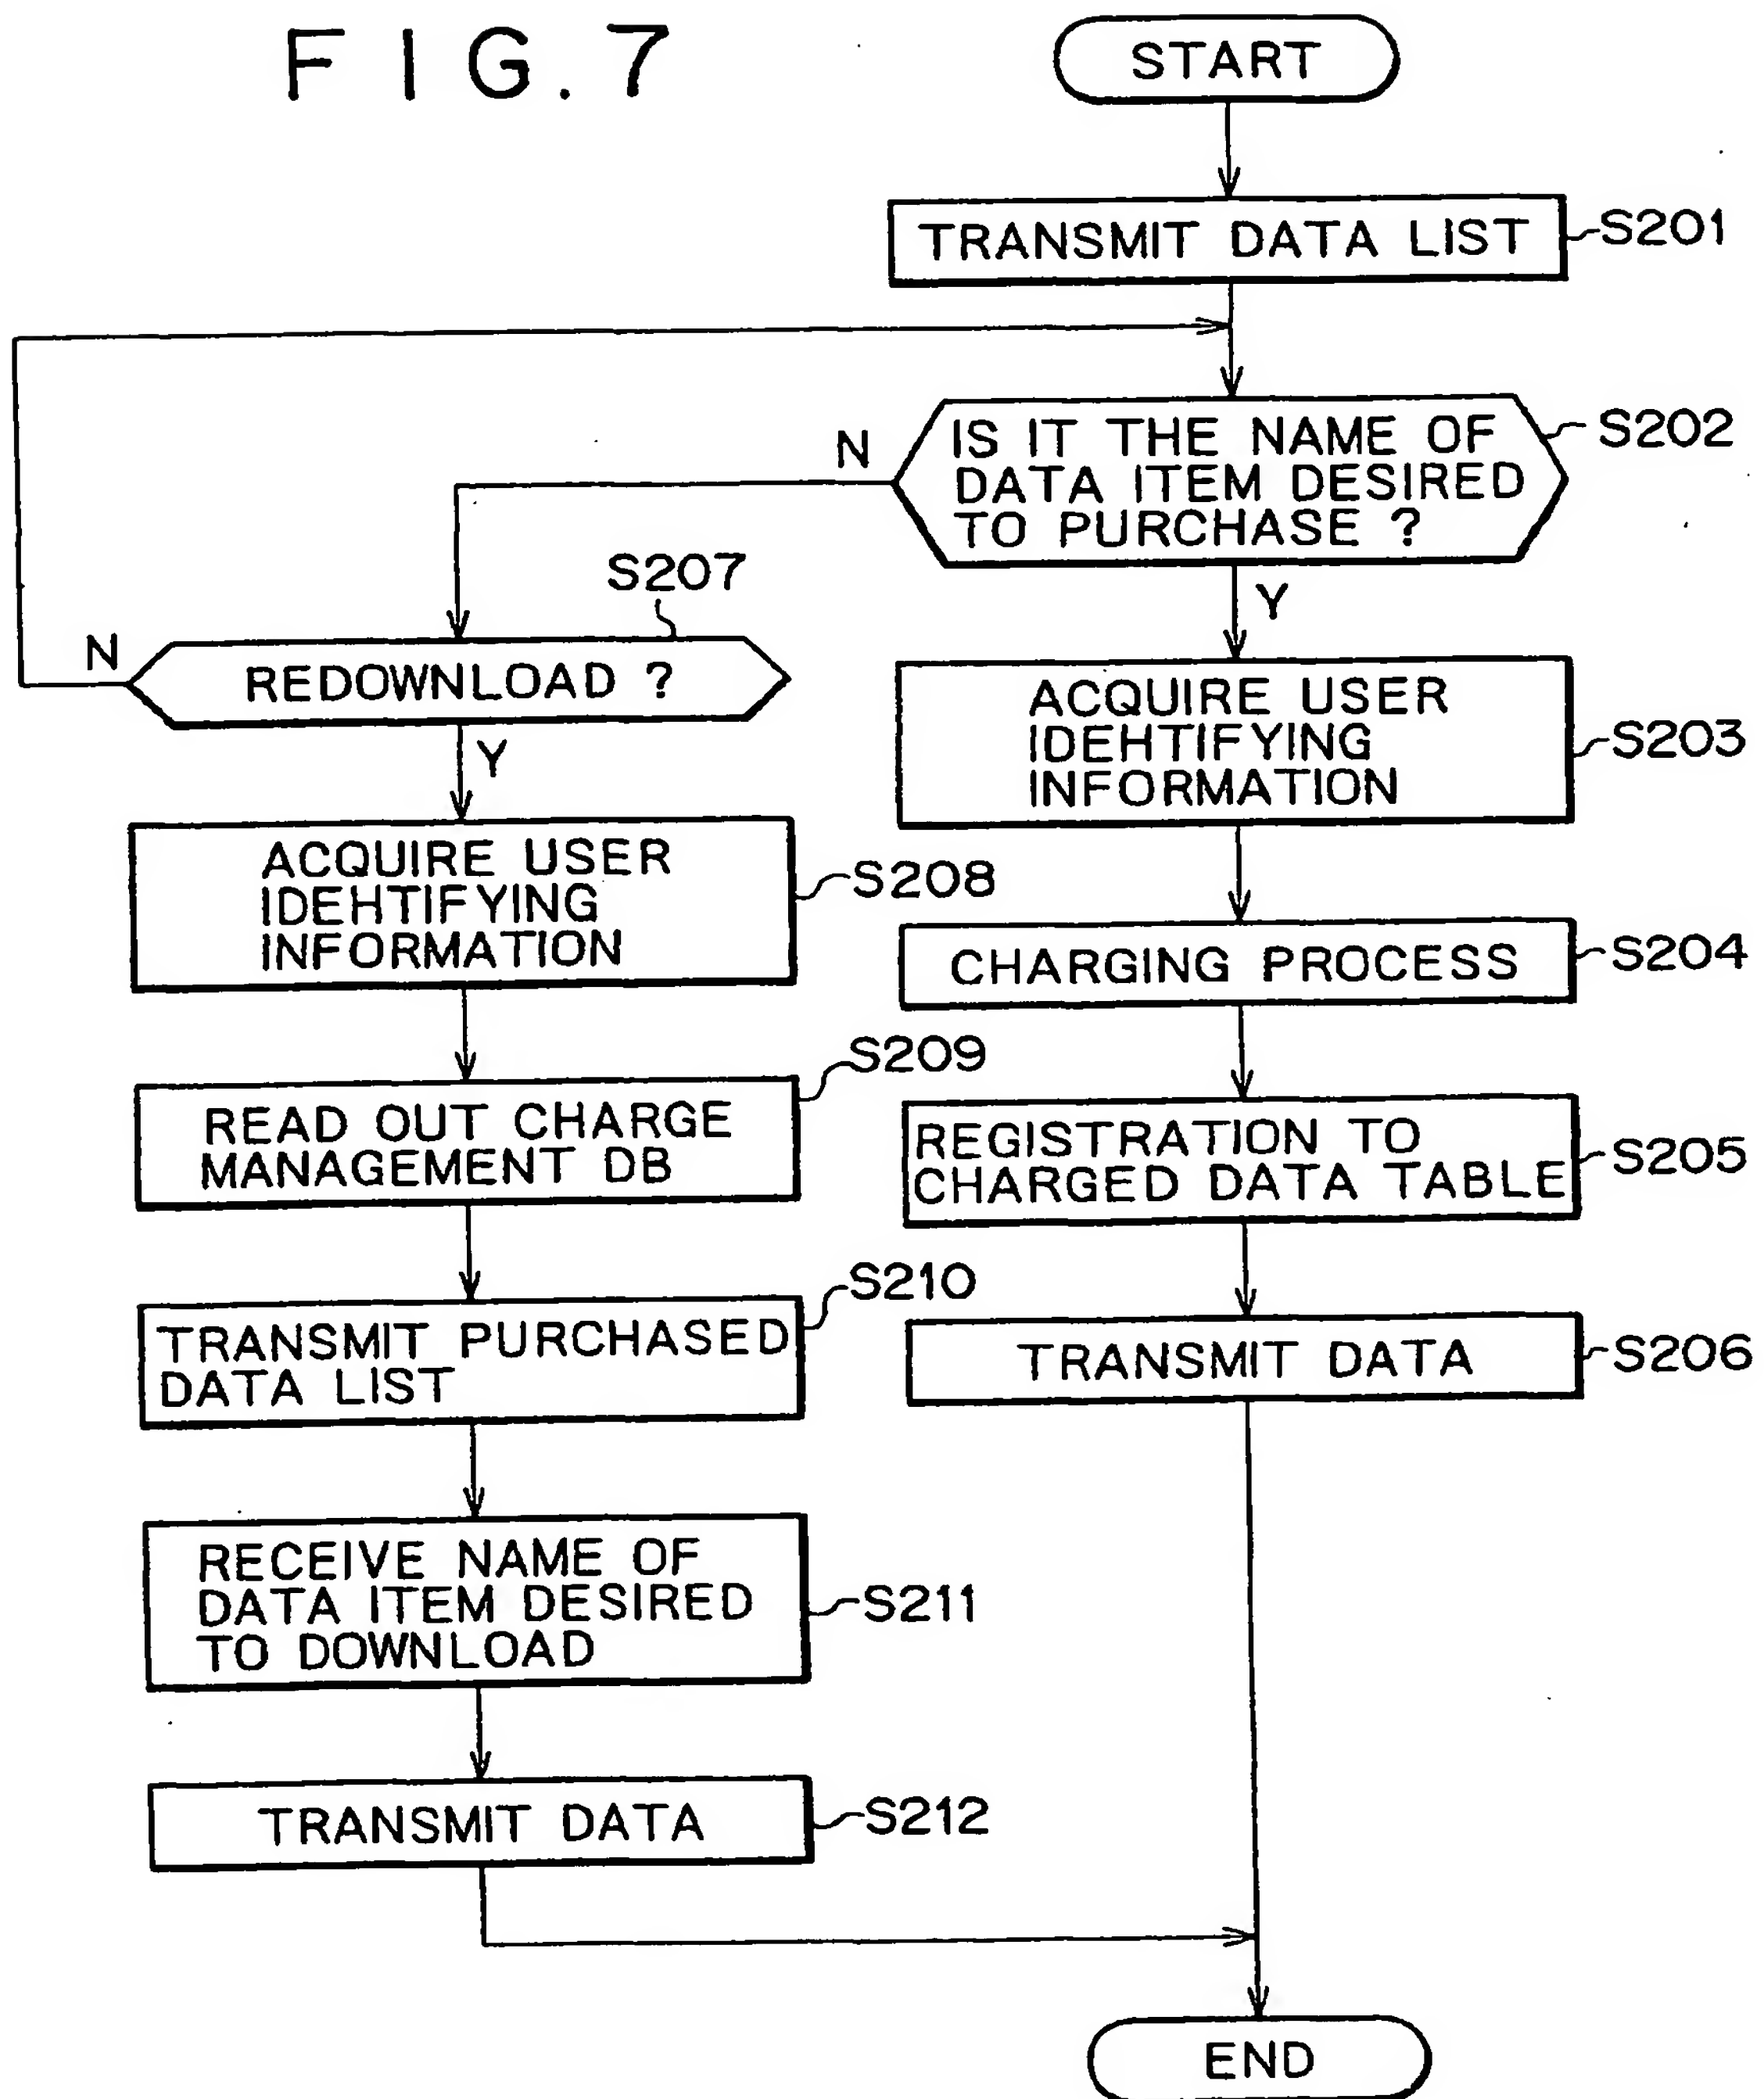 FIG. 7
START
TRANSMIT DATA LIST
S201
IS IT THE NAME OF
DATA ITEM DESIRED
TO PURCHASE ?
S202
N
Y
S207
REDOWNLOAD ?
N
Y
ACQUIRE USER
IDEHTIFYING
INFORMATION
S203
ACQUIRE USER
IDEHTIFYING
INFORMATION
S208
CHARGING PROCESS
S204
READ OUT CHARGE
MANAGEMENT DB
S209
REGISTRATION TO
CHARGED DATA TABLE
S205
TRANSMIT PURCHASED
DATA LIST
S210
TRANSMIT DATA
S206
RECEIVE NAME OF
DATA ITEM DESIRED
TO DOWNLOAD
S211
TRANSMIT DATA
S212
END